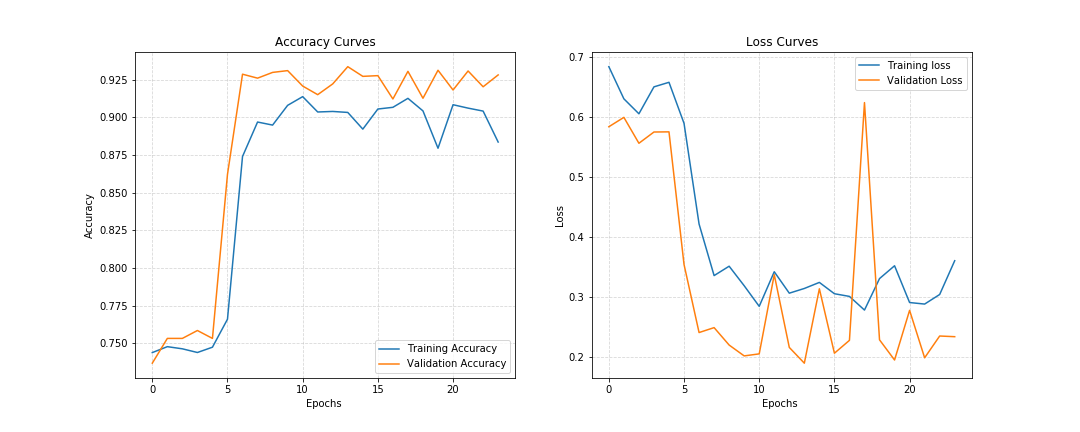 Accuracy Curves
Accuracy
0.925
0.900
0.875
0.850
0.825
0.800
0.775
0.750
Training Accuracy
Validation Accuracy
0 5 10 15 20
Epochs
Loss Curves
Loss
0.7
0.6
0.5
0.4
0.3
0.2
Training loss
Validation Loss
0 5 10 15 20
Epochs